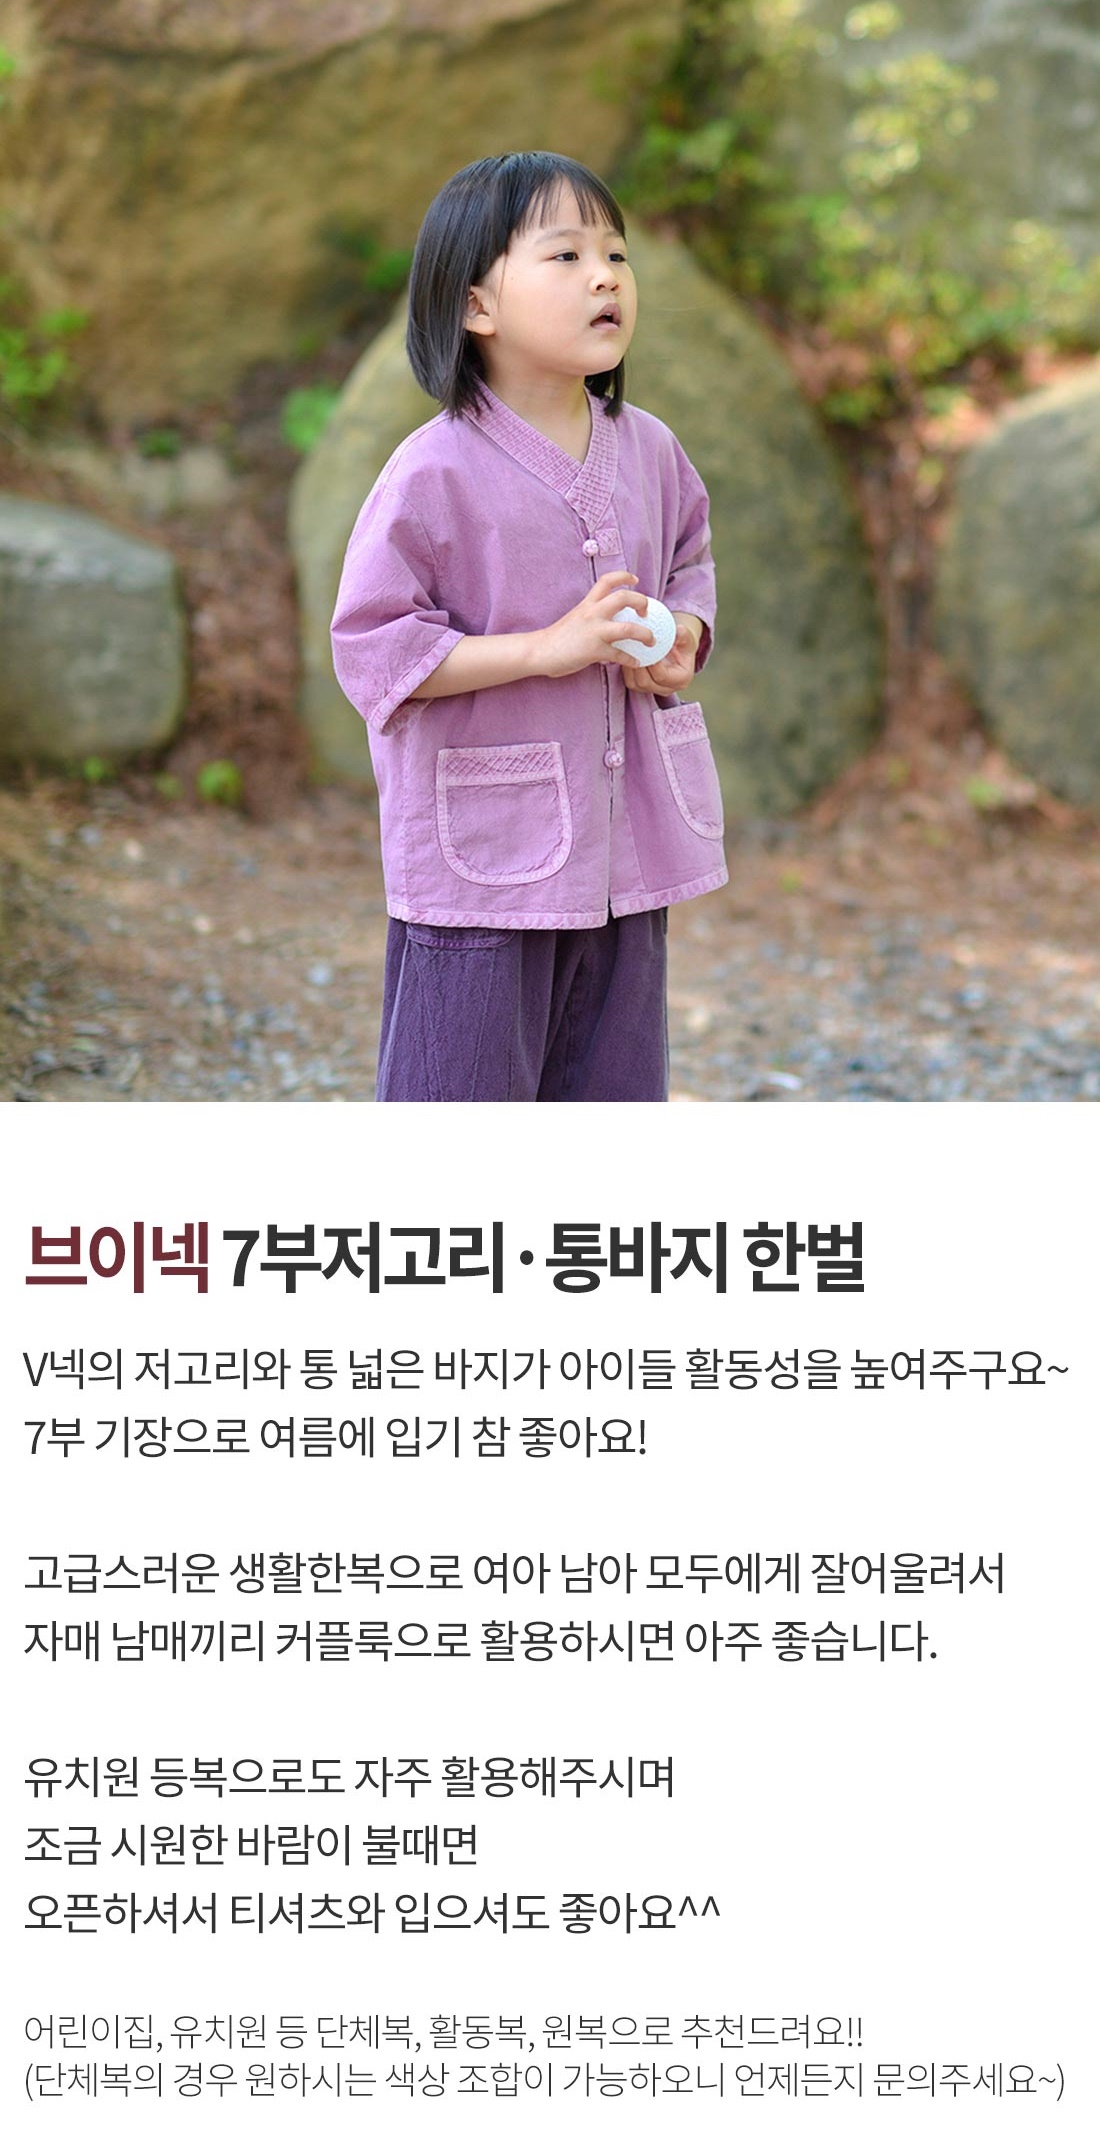 브이넥 7부저고리·통바지 한벌
V넥의 저고리와 통 넓은 바지가 아이들 활동성을 높여주구요~
7부 기장으로 여름에 입기 참 좋아요!
고급스러운 생활한복으로 여아 남아 모두에게 잘어울려서
자매 남매끼리 커플룩으로 활용하시면 아주 좋습니다.
유치원 등복으로도 자주 활용해주시며
조금 시원한 바람이 불때면
오픈하셔서 티셔츠와 입으셔도 좋아요^^
어린이집, 유치원 등 단체복, 활동복, 원복으로 추천드려요!!
(단체복의 경우 원하시는 색상 조합이 가능하오니 언제든지 문의주세요~)